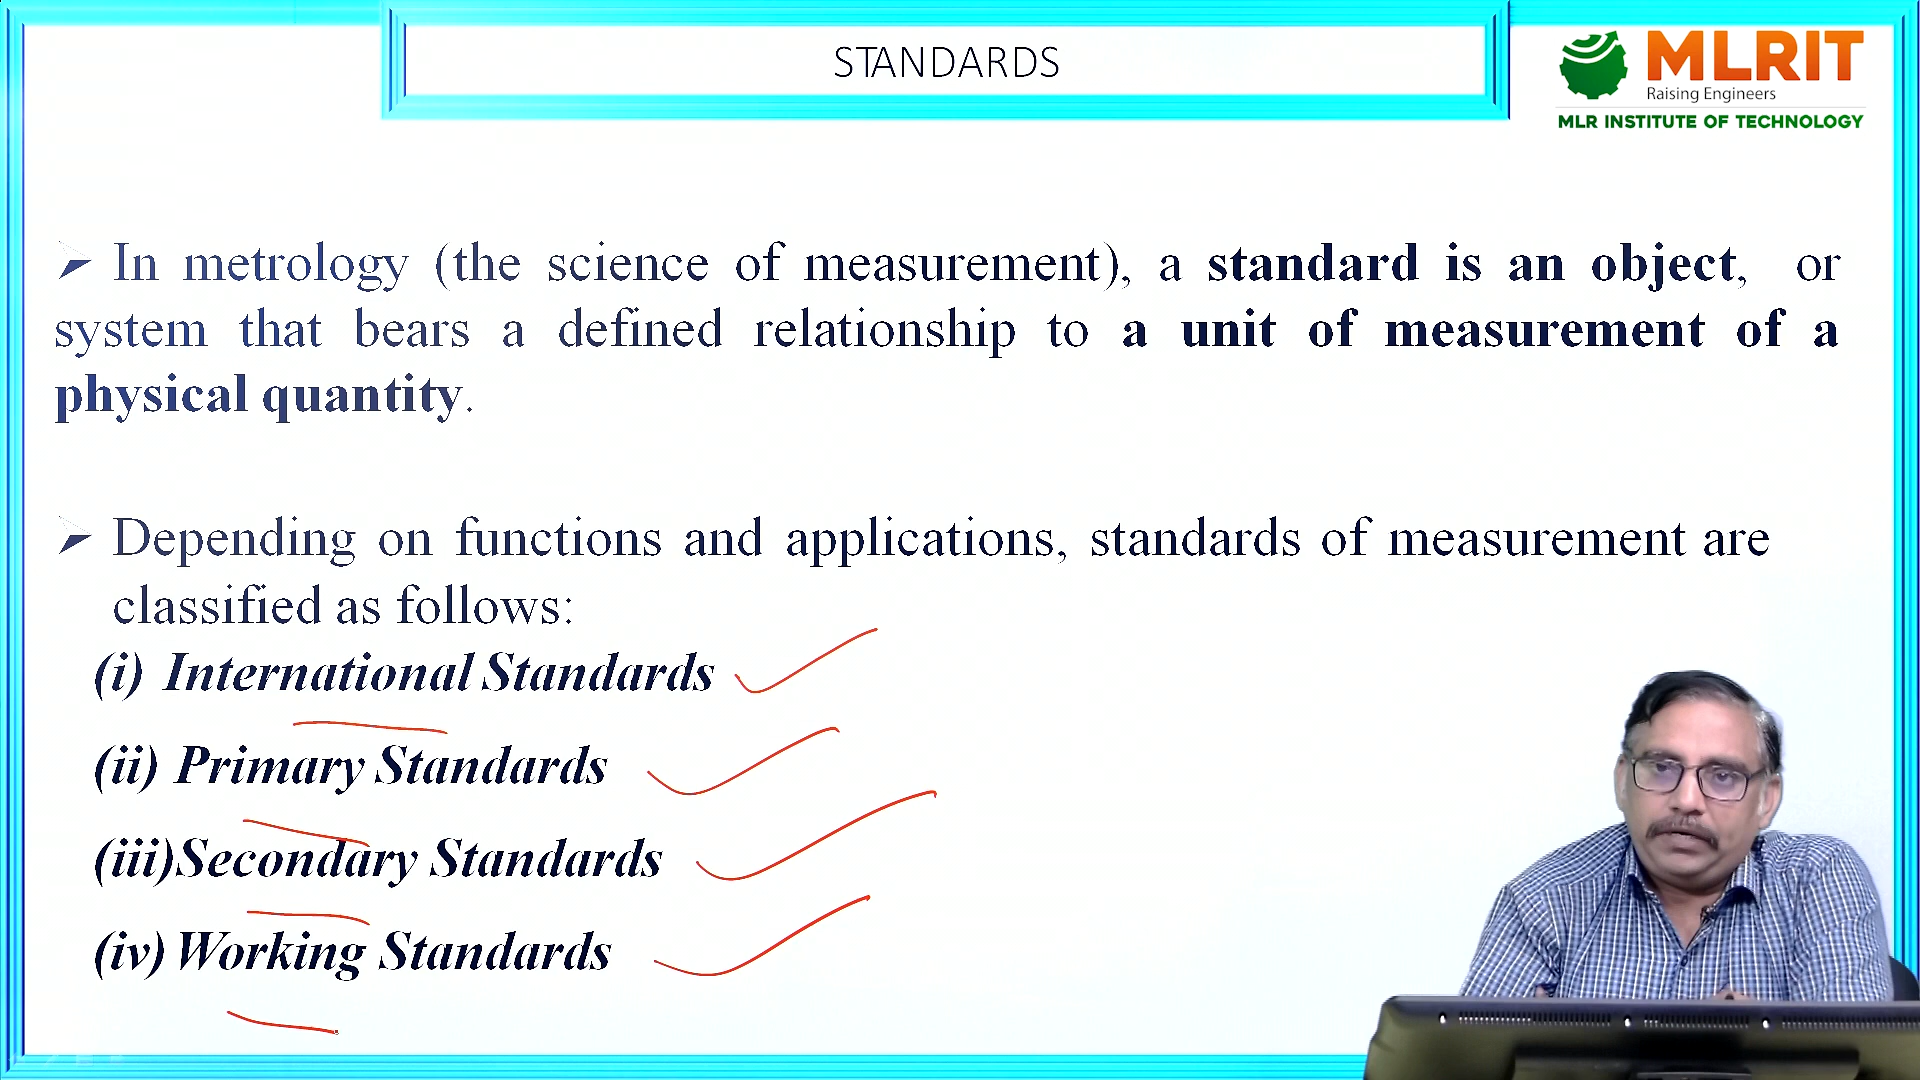 STANDARDS
MLRIT
Raising Engineers
MLR INSTITUTE OF TECHNOLOGY
➢ In metrology (the science of measurement), a standard is an object, or
system that bears a defined relationship to a unit of measurement of a
physical quantity.
➢ Depending on functions and applications, standards of measurement are
classified as follows:
(i) International Standards
(ii) Primary Standards
(iii)Secondary Standards
(iv) Working Standards